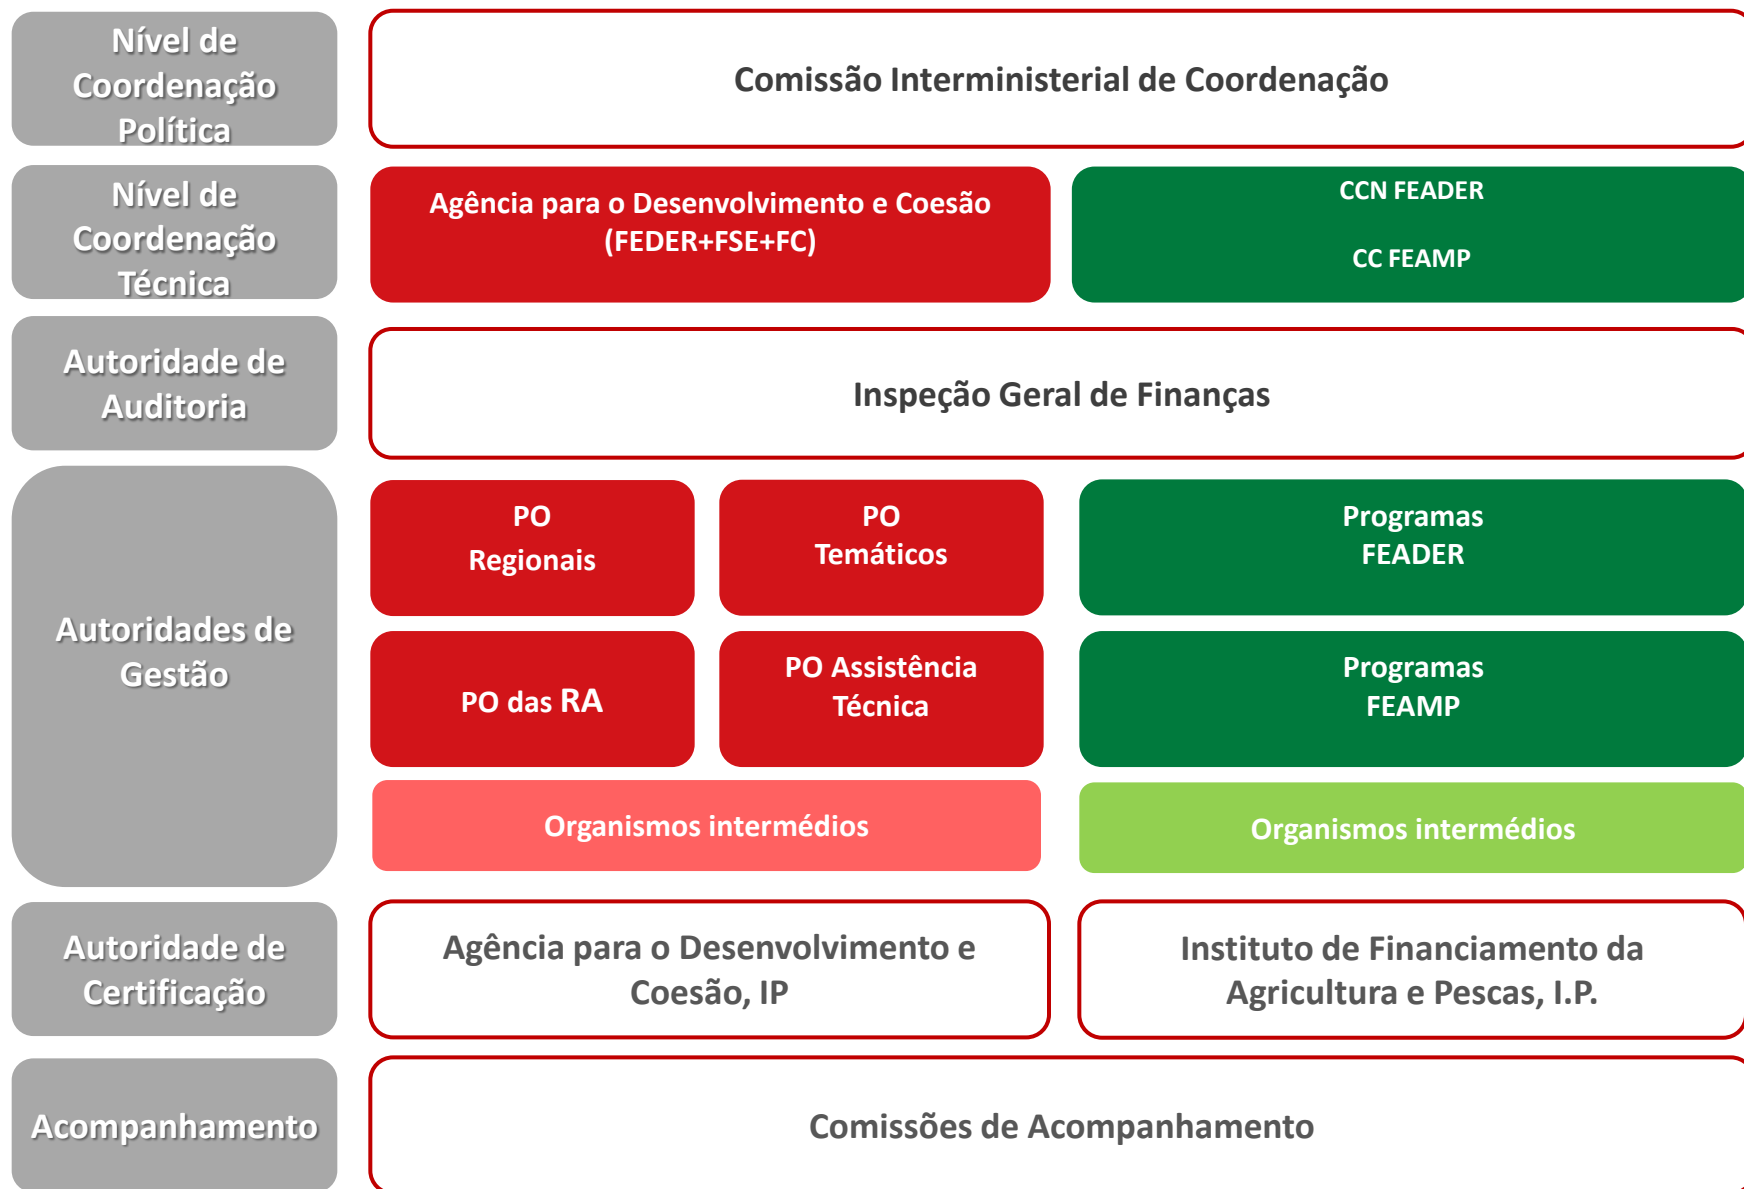 Nível de
Coordenação
Política
Comissão Interministerial de Coordenação
Nível de
Coordenação
Técnica
Agência para o Desenvolvimento e Coesão
(FEDER+FSE+FC)
CCN FEADER
CC FEAMP
Autoridade de
Auditoria
Inspeção Geral de Finanças
Autoridades de
Gestão
PO
Regionais
PO
Temáticos
Programas
FEADER
PO das RA
PO Assistência
Técnica
Programas
FEAMP
Organismos intermédios
Organismos intermédios
Autoridade de
Certificação
Agência para o Desenvolvimento e
Coesão, IP
Instituto de Financiamento da
Agricultura e Pescas, I.P.
Acompanhamento
Comissões de Acompanhamento